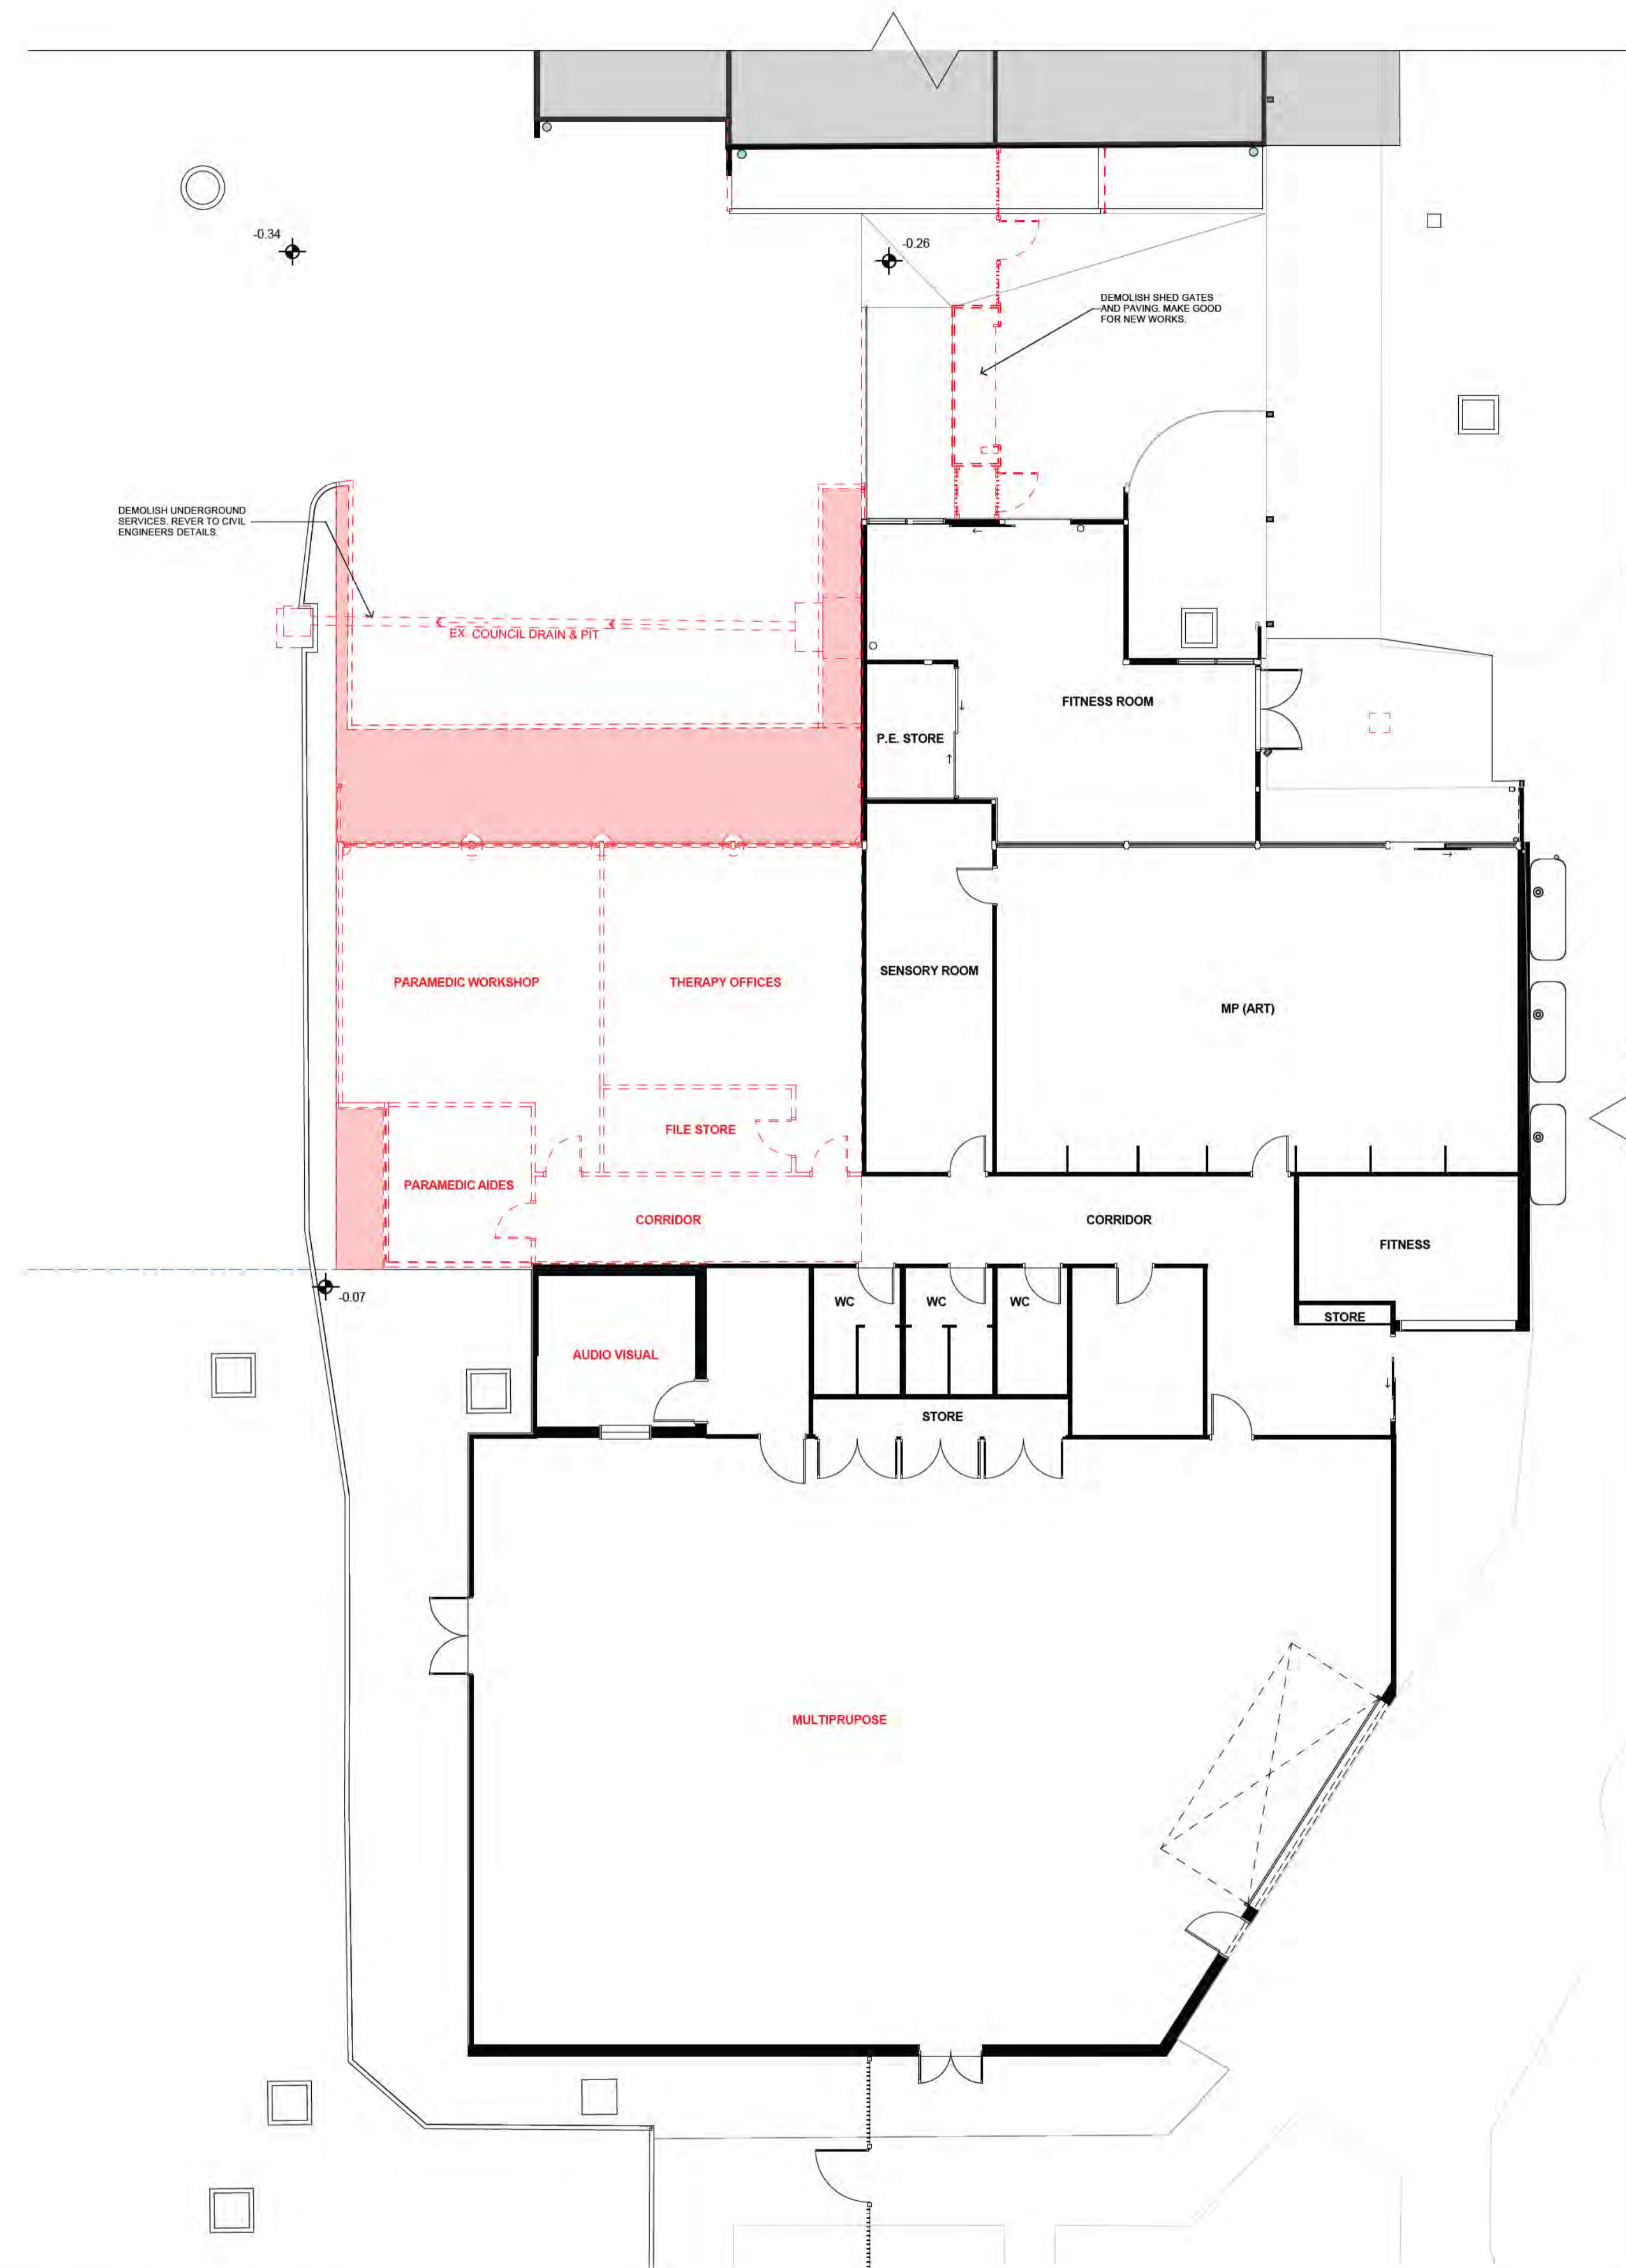 -0.34
-0.26
DEMOLISH SHED GATES
AND PAVING. MAKE GOOD
FOR NEW WORKS.
DEMOLISH UNDERGROUND
SERVICES. REVER TO CIVIL
ENGINEERS DETAILS.
EX. COUNCIL DRAIN & PIT
FITNESS ROOM
P.E. STORE
PARAMEDIC WORKSHOP
THERAPY OFFICES
SENSORY ROOM
MP (ART)
FILE STORE
PARAMEDIC AIDES
CORRIDOR
CORRIDOR
FITNESS
-0.07
WC
WC
WC
STORE
AUDIO VISUAL
STORE
MULTIPRUPOSE